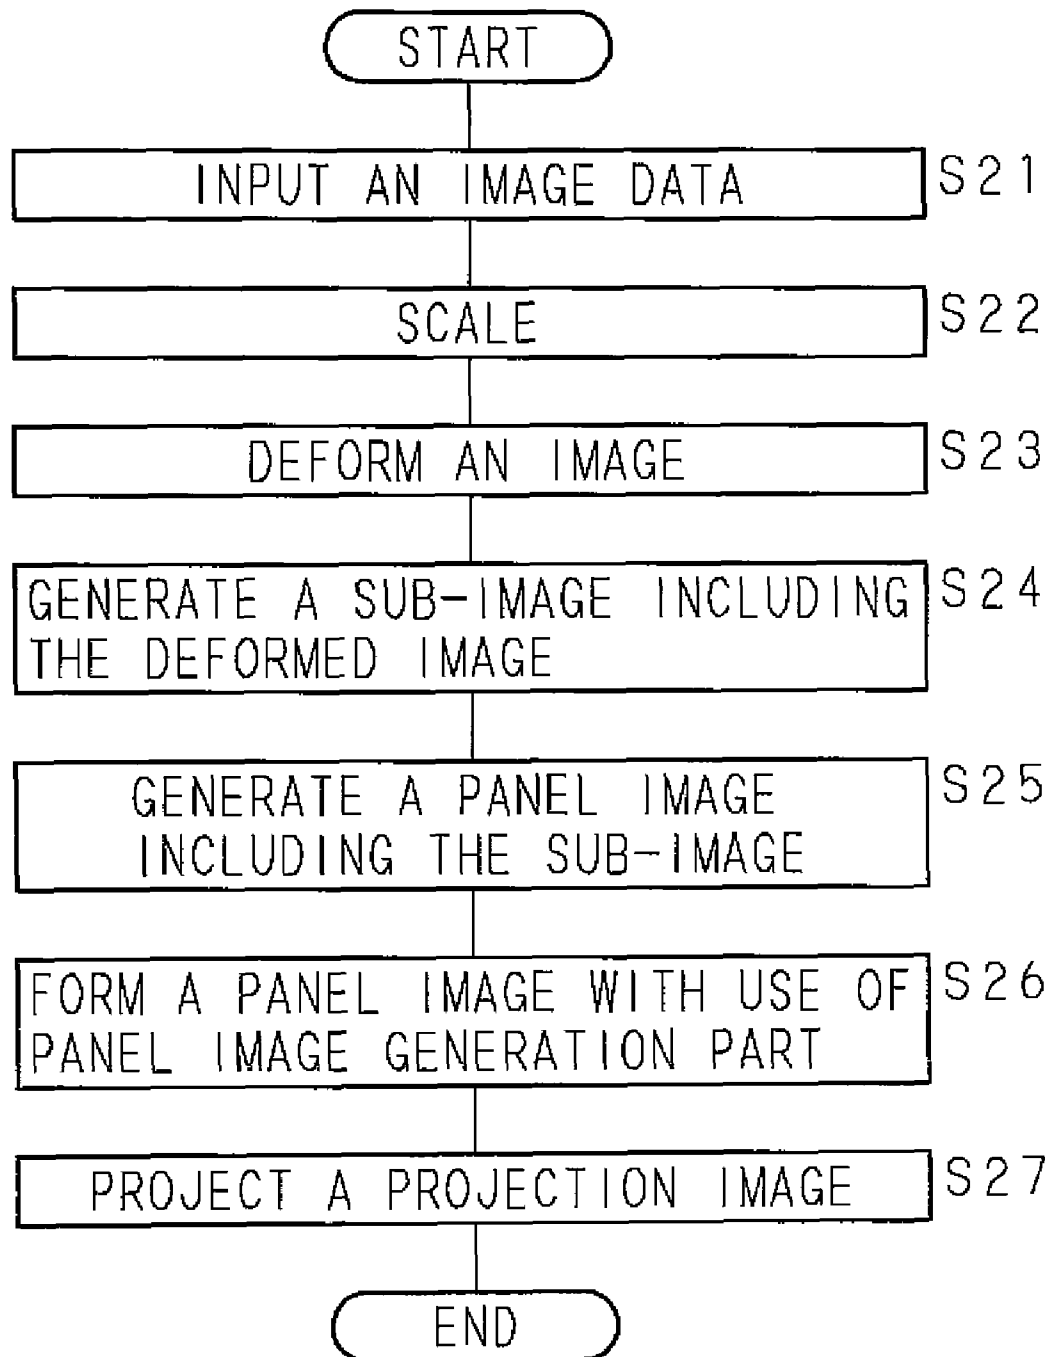 START
INPUT AN IMAGE DATA
S21
SCALE
S22
DEFORM AN IMAGE
S23
GENERATE A SUB-IMAGE INCLUDING
THE DEFORMED IMAGE
S24
GENERATE A PANEL IMAGE
INCLUDING THE SUB-IMAGE
S25
FORM A PANEL IMAGE WITH USE OF
PANEL IMAGE GENERATION PART
S26
PROJECT A PROJECTION IMAGE
S27
END